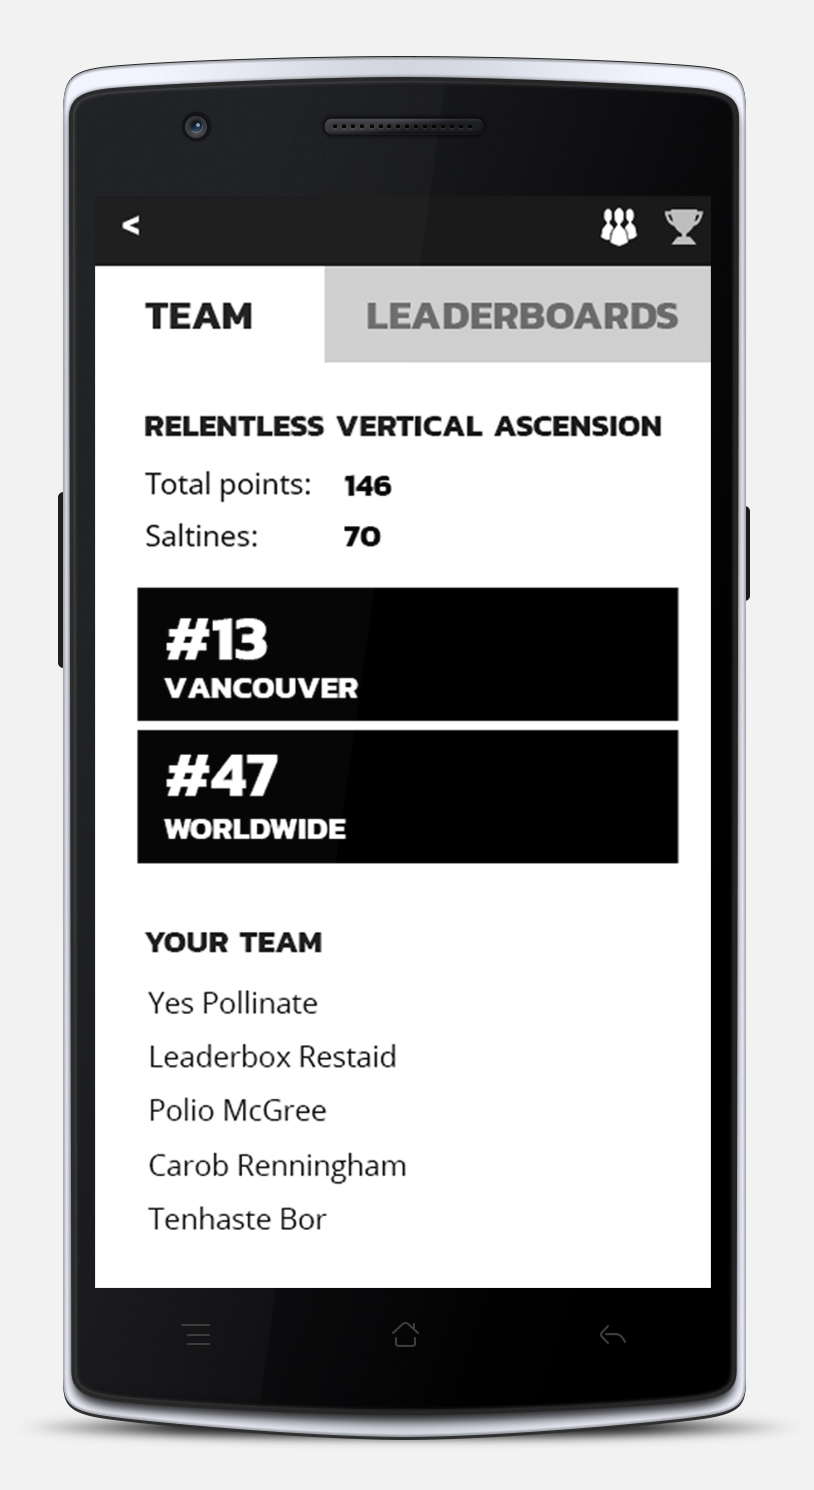 <
TEAM LEADERBOARDS
RELENTLESS VERTICAL ASCENSION
Total points: 146
Saltines: 70
#13
VANCOUVER
#47
WORLDWIDE
YOUR TEAM
Yes Pollinate
Leaderbox Restaid
Polio McGree
Carob Renningham
Tenhaste Bor